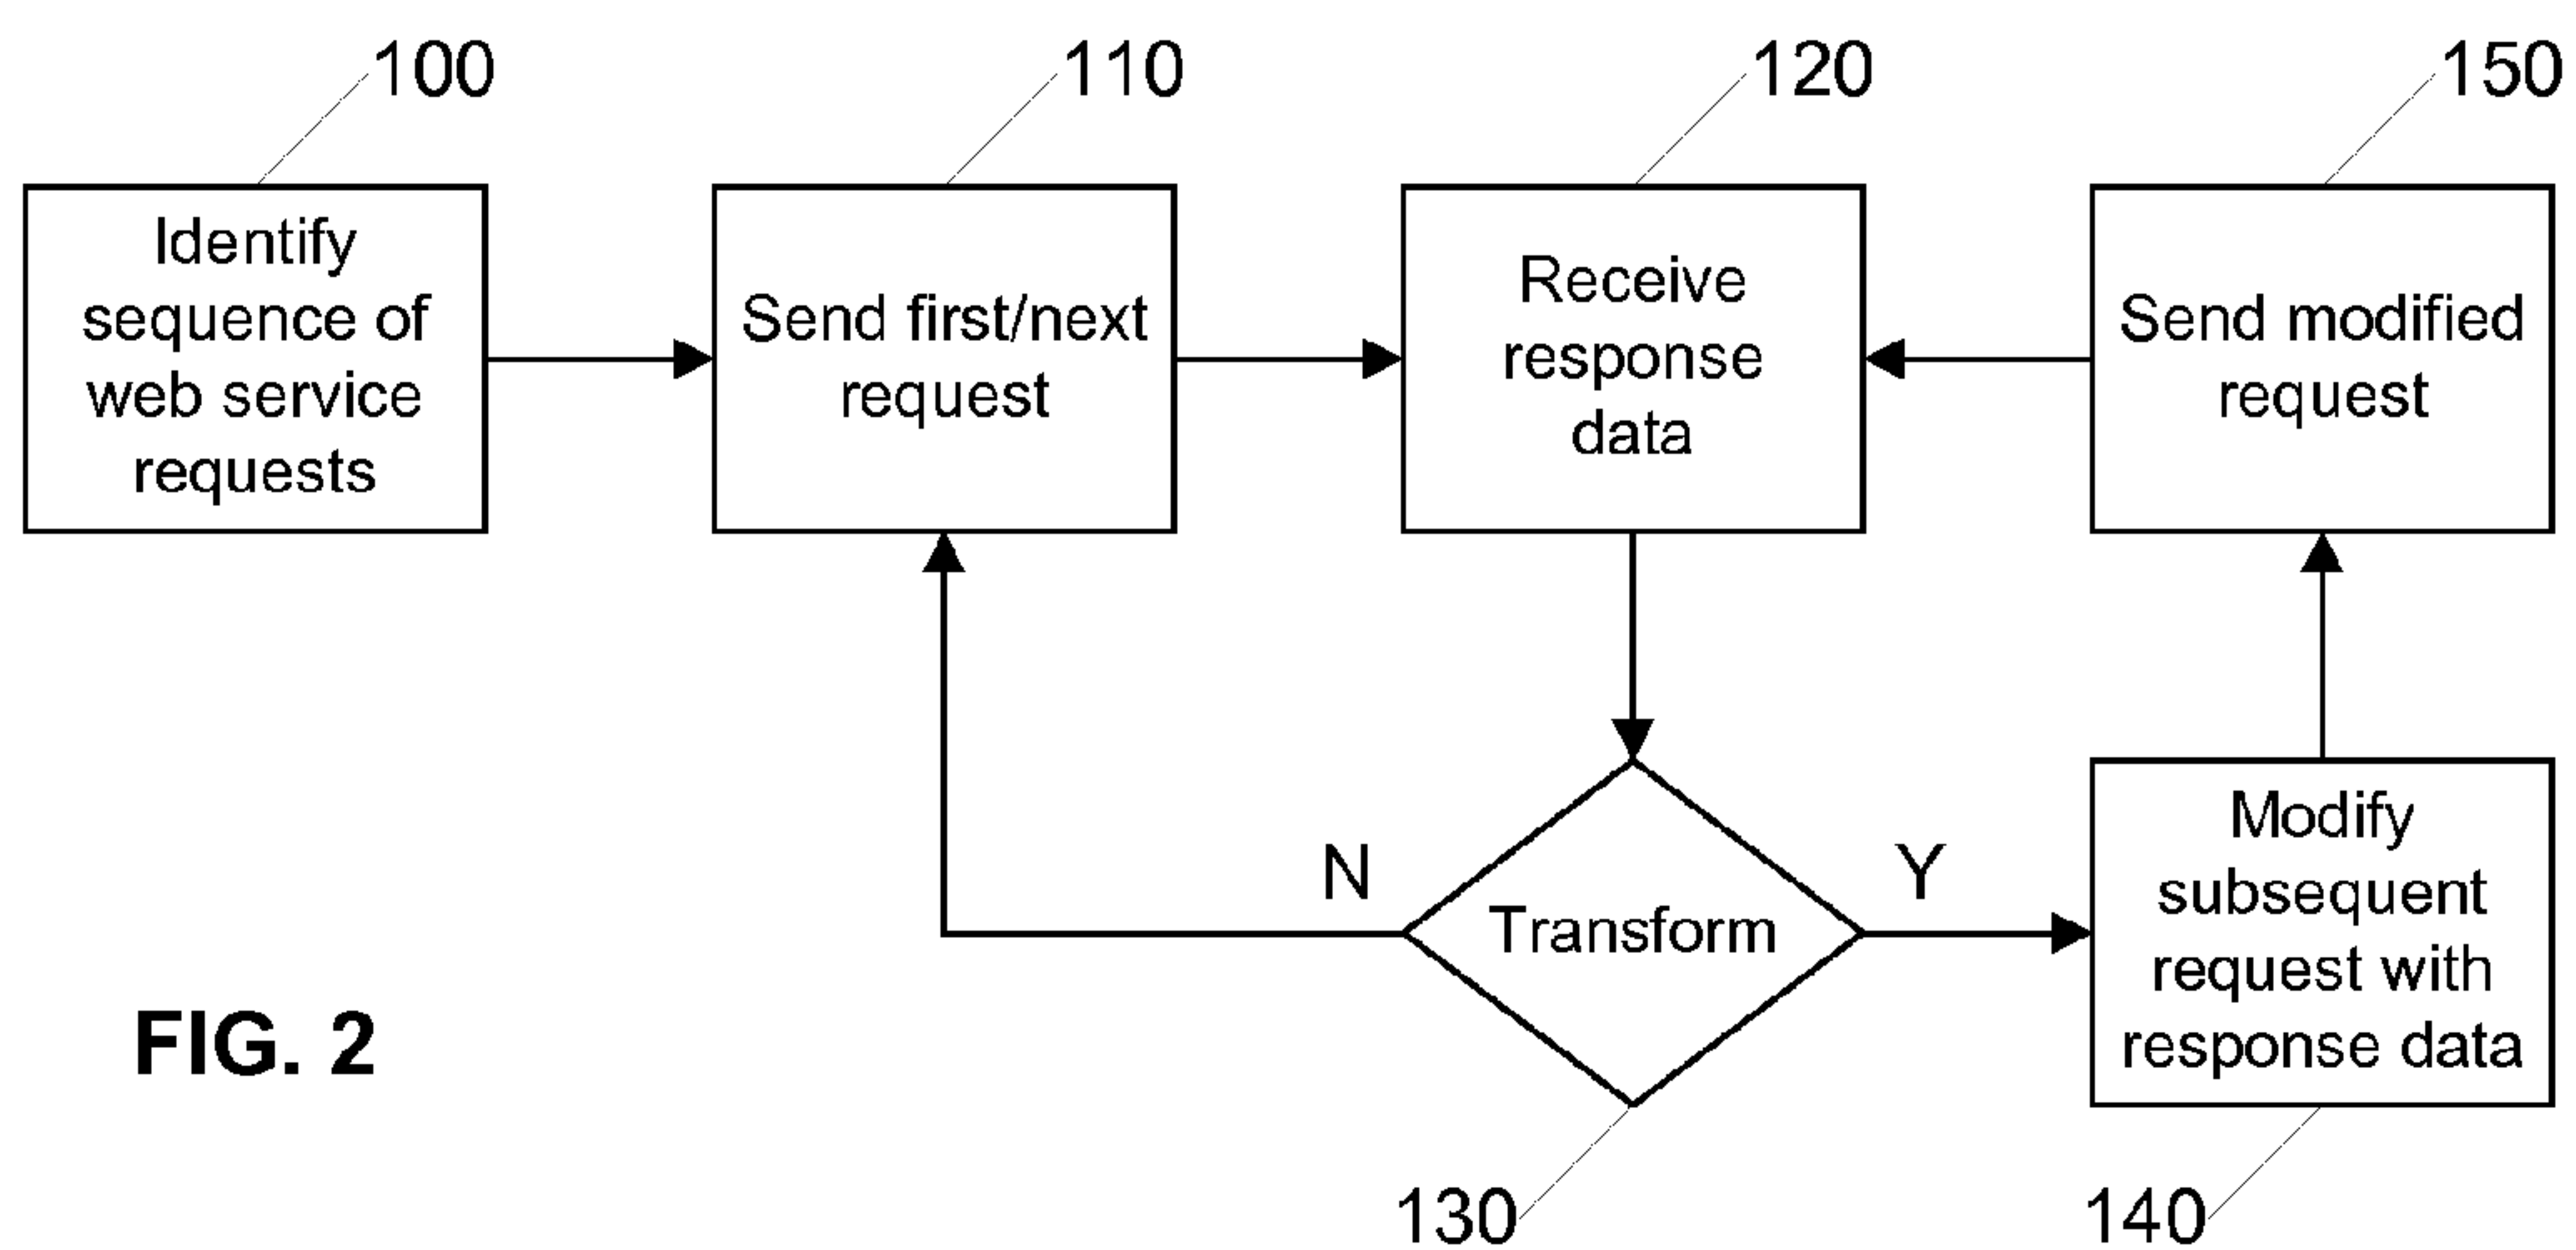 100
110
120
150
Identify
sequence of
web service
requests
Send first/next
request
Receive
response
data
Send modified
request
N
Transform
Y
Modify
subsequent
request with
response data
FIG. 2
130
140